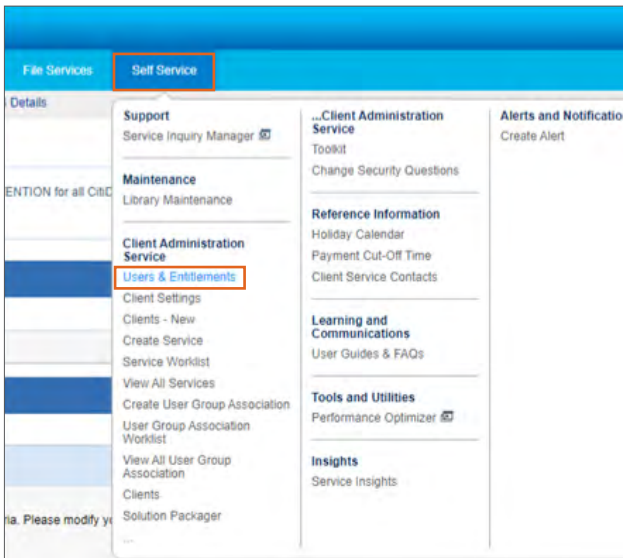 File Services
Self Service
Details
ENTION for all CitiD
ria. Please modify yo
Support
Service Inquiry Manager
Maintenance
Library Maintenance
Client Administration
Service
Users & Entitlements
Client Settings
Clients - New
Create Service
Service Worklist
View All Services
Create User Group Association
User Group Association
Worklist
View All User Group
Association
Clients
Solution Packager
...
...Client Administration
Service
Toolkit
Change Security Questions
Reference Information
Holiday Calendar
Payment Cut-Off Time
Client Service Contacts
Learning and
Communications
User Guides & FAQs
Tools and Utilities
Performance Optimizer
Insights
Service Insights
Alerts and Notificatio
Create Alert